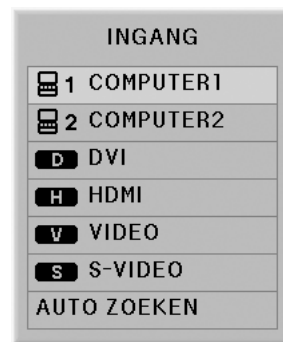 INGANG
1 COMPUTER1
2 COMPUTER2
D DVI
H HDMI
V VIDEO
S S-VIDEO
AUTO ZOEKEN